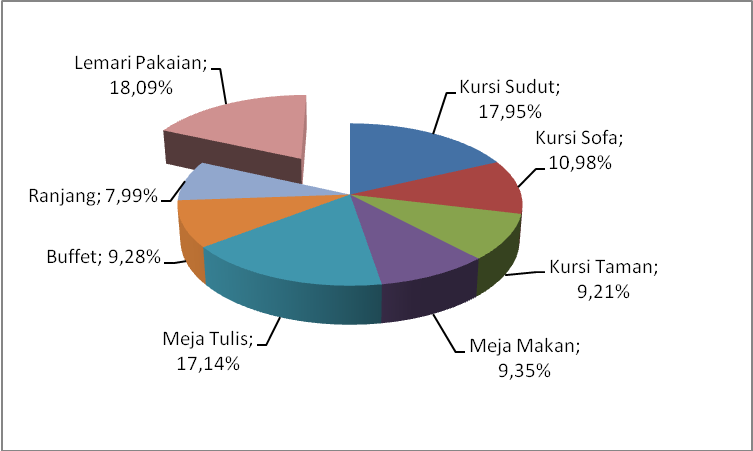 Lemari Pakaian;
18,09%
Kursi Sudut;
17,95%
Kursi Sofa;
10,98%
Ranjang; 7,99%
Buffet; 9,28%
Kursi Taman;
9,21%
Meja Tulis;
17,14%
Meja Makan;
9,35%